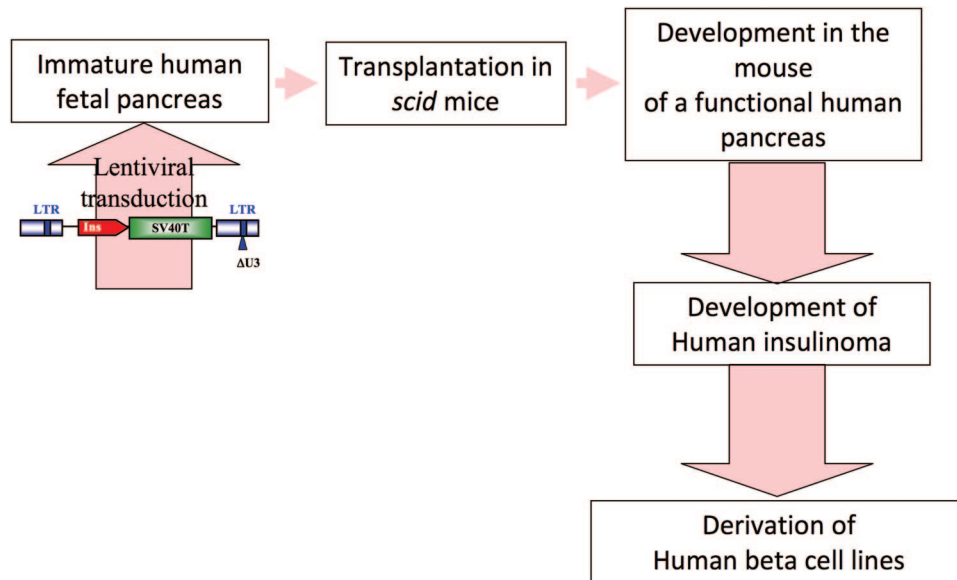 Immature human
fetal pancreas
Transplantation in
scid mice
Development in the
mouse
of a functional human
pancreas
Lentiviral
transduction
LTR
Ins
SV40T
LTR
ΔU3
Development of
Human insulinoma
Derivation of
Human beta cell lines